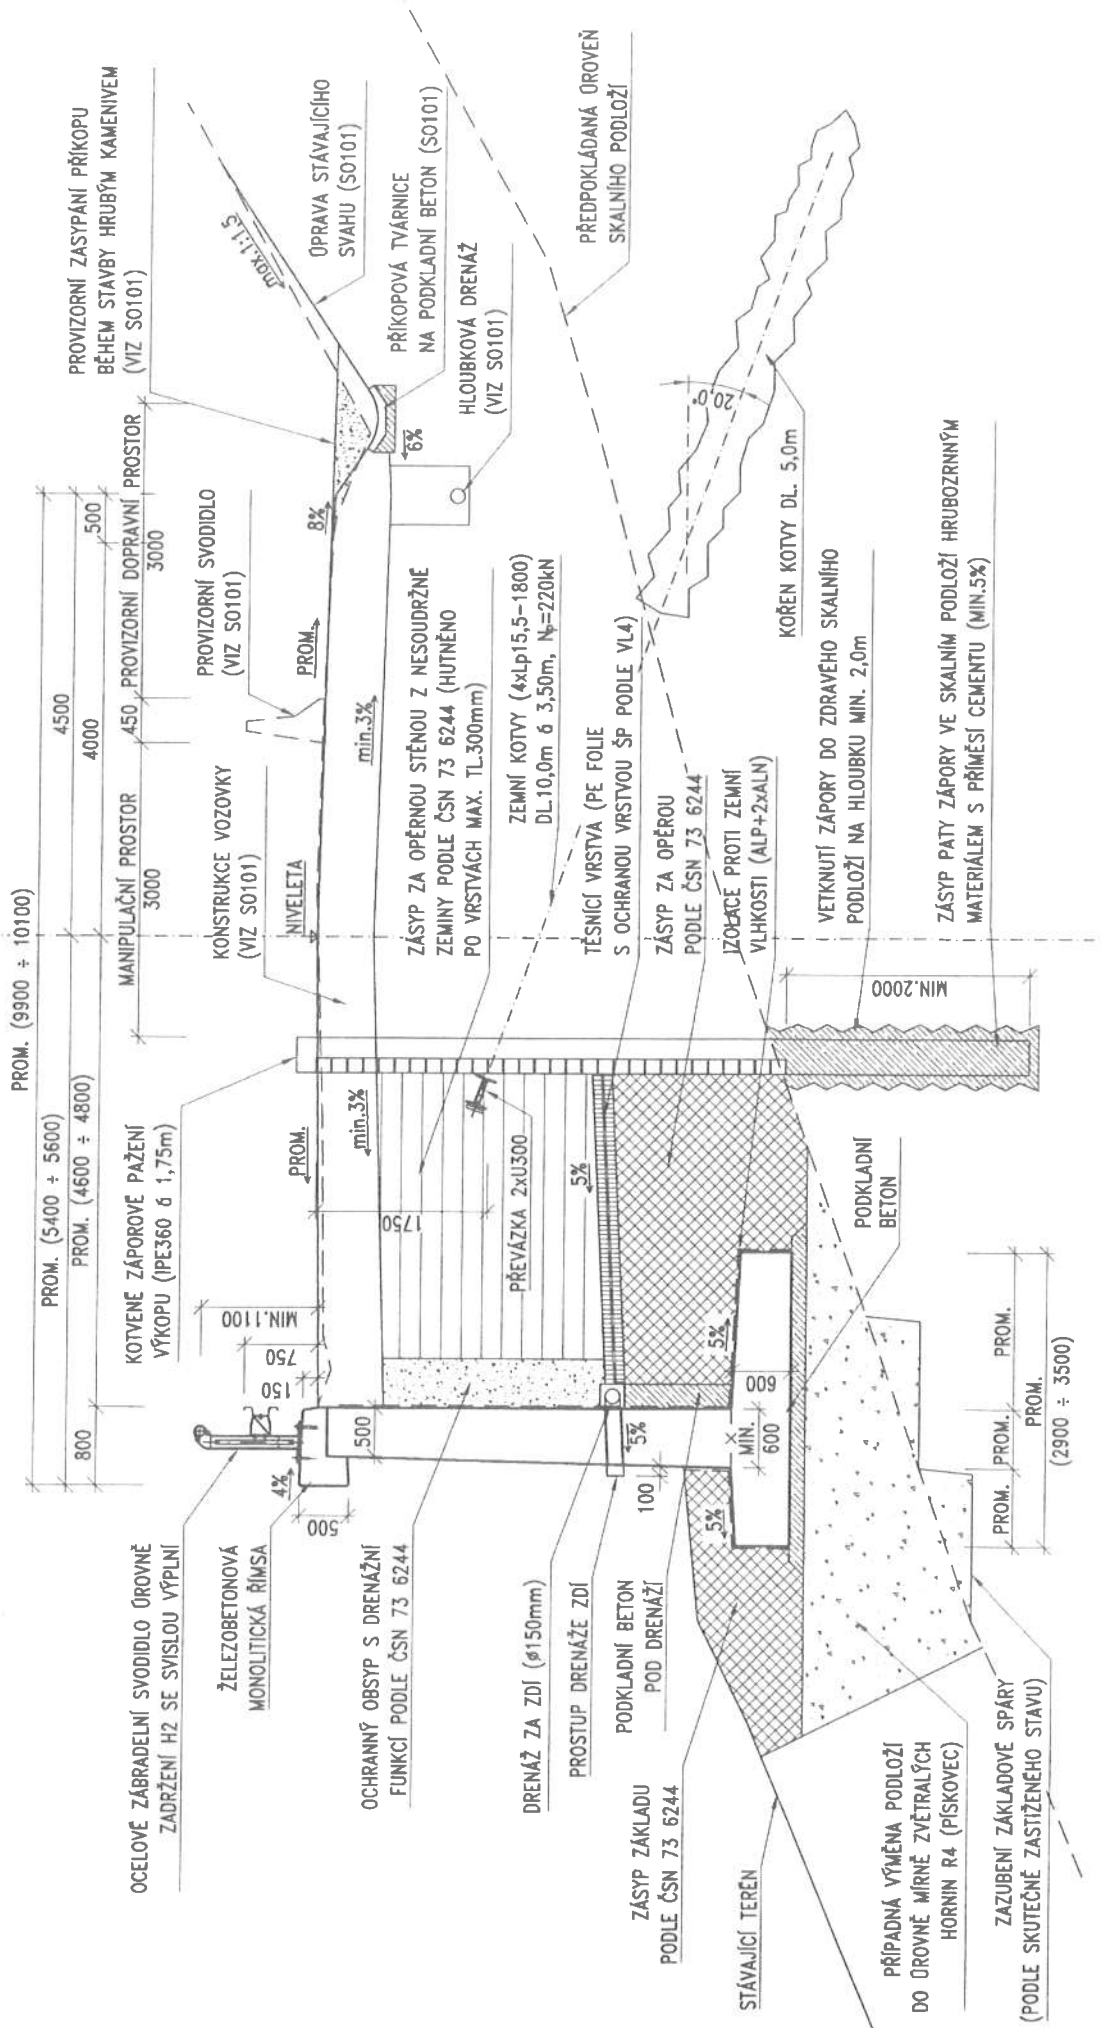 PROM. (9900 ÷ 10100)
PROM. (5400 ÷ 5600)
4500
PROM. (4600 ÷ 4800)
4000
500
800
MANIPULAČNÍ PROSTOR
3000
450
PROVIZORNÍ DOPRAVNÍ PROSTOR
3000
OCELOVÉ ZÁBRADELNÍ SVODIDLO ÚROVNĚ
ZADRŽENÍ H2 SE SVISLOU VÝPLNÍ
ŽELEZOBETONOVÁ
MONOLITICKÁ ŘÍMSA
OCHRANNÝ OBSYP S DRENÁŽNÍ
FUNKCÍ PODLE ČSN 73 6244
DRENÁŽ ZA ZDÍ (ø150mm)
PROSTUP DRENÁŽE ZDÍ
PODKLADNÍ BETON
POD DRENÁŽÍ
ZÁSYP ZÁKLADU
PODLE ČSN 73 6244
STÁVAJÍCÍ TERÉN
PŘÍPADNÁ VÝMĚNA PODLOŽÍ
DO ÚROVNĚ MÍRNĚ ZVĚTRALÝCH
HORNIN R4 (PÍSKOVEC)
ZAZUBENÍ ZÁKLADOVÉ SPÁRY
(PODLE SKUTEČNĚ ZASTIŽENÉHO STAVU)
KOTVENÉ ZÁPOROVÉ PAŽENÍ
VÝKOPU (IPE360 á 1,75m)
MIN.1100
750
150
4%
500
500
PROM.
min.3%
1750
PŘEVÁZKA 2xU300
5%
5%
100
5%
5%
600
MIN.
600
PODKLADNÍ
BETON
PROM.
PROM.
PROM.
PROM.
(2900 ÷ 3500)
KONSTRUKCE VOZOVKY
(VIZ SO101)
NIVELETA
PROVIZORNÍ SVODIDLO
(VIZ SO101)
PROM.
min.3%
8%
6%
PROVIZORNÍ ZASYPÁNÍ PŘÍKOPU
BĚHEM STAVBY HRUBÝM KAMENIVEM
(VIZ SO101)
max.1:1,5
ÚPRAVA STÁVAJÍCÍHO
SVAHU (SO101)
PŘÍKOPOVÁ TVÁRNICE
NA PODKLADNÍ BETON (SO101)
HLOUBKOVÁ DRENÁŽ
(VIZ SO101)
ZÁSYP ZA OPĚRNOU STĚNOU Z NESOUDRŽNÉ
ZEMINY PODLE ČSN 73 6244 (HUTNĚNO
PO VRSTVÁCH MAX. TL.300mm)
ZEMNÍ KOTVY (4xLp15,5-1800)
DL.10,0m á 3,50m, Np=220kN
TĚSNÍCÍ VRSTVA (PE FOLIE
S OCHRANOU VRSTVOU ŠP PODLE VL4)
ZÁSYP ZA OPĚROU
PODLE ČSN 73 6244
IZOLACE PROTI ZEMNÍ
VLHKOSTI (ALP+2xALN)
PŘEDPOKLÁDANÁ ÚROVEŇ
SKALNÍHO PODLOŽÍ
20,0°
KOŘEN KOTVY DL. 5,0m
VETKNUTÍ ZÁPORY DO ZDRAVÉHO SKALNÍHO
PODLOŽÍ NA HLOUBKU MIN. 2,0m
MIN.2000
ZÁSYP PATY ZÁPORY VE SKALNÍM PODLOŽÍ HRUBOZRNNÝM
MATERIÁLEM S PŘÍMĚSÍ CEMENTU (MIN.5%)